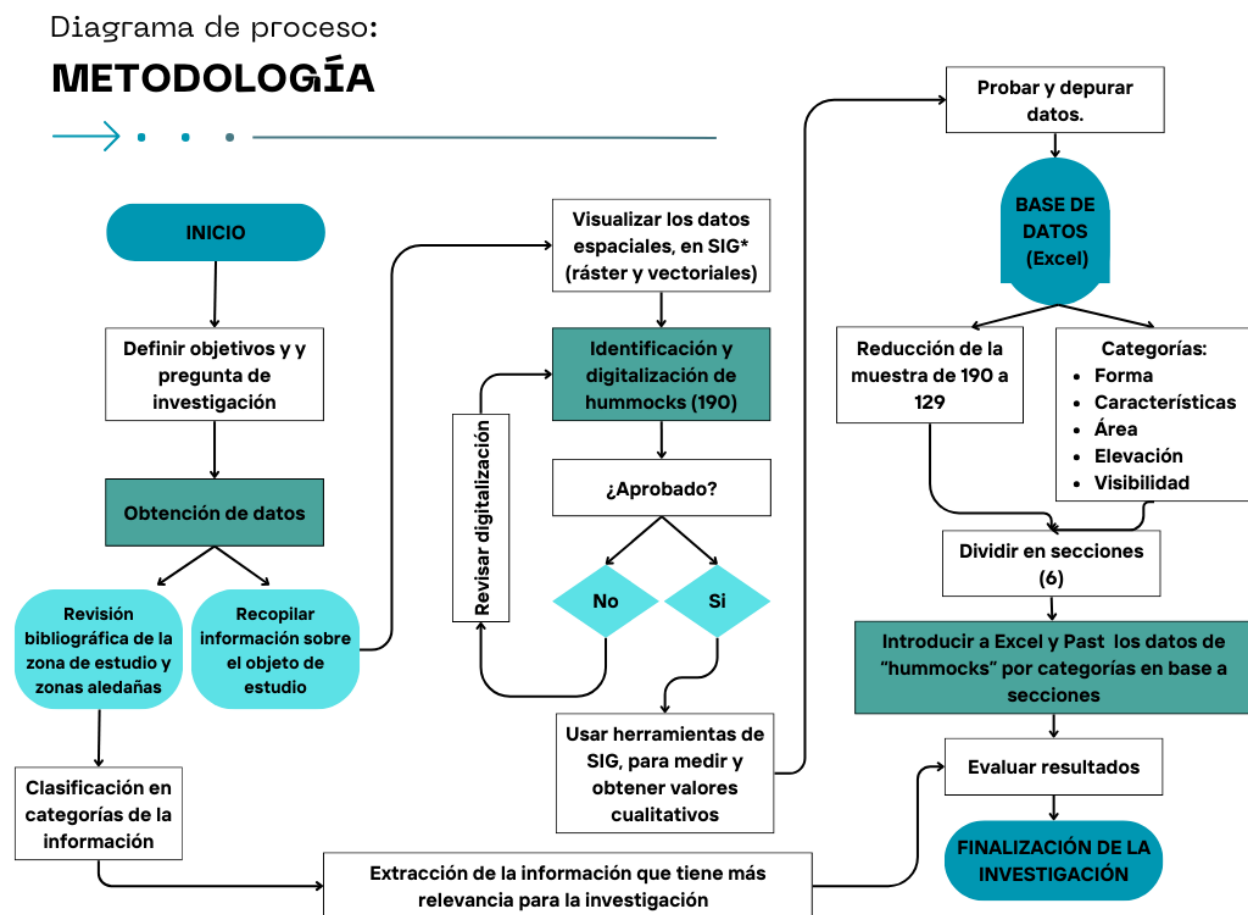 Diagrama de proceso:
METODOLOGÍA
INICIO
Definir objetivos y y
pregunta de
investigación
Obtención de datos
Revisión
bibliográfica de la
zona de estudio y
zonas aledañas
Recopilar
información sobre
el objeto de
estudio
Clasificación en
categorías de la
información
Extracción de la información que tiene más
relevancia para la investigación
Visualizar los datos
espaciales, en SIG*
(ráster y vectoriales)
Identificación y
digitalización de
hummocks (190)
Revisar digitalización
¿Aprobado?
No
Si
Usar herramientas de
SIG, para medir y
obtener valores
cualitativos
Probar y depurar
datos.
BASE DE
DATOS
(Excel)
Reducción de la
muestra de 190 a
129
Categorías:
• Forma
• Características
• Área
• Elevación
• Visibilidad
Dividir en secciones
(6)
Introducir a Excel y Past los datos de
“hummocks” por categorías en base a
secciones
Evaluar resultados
FINALIZACIÓN DE LA
INVESTIGACIÓN